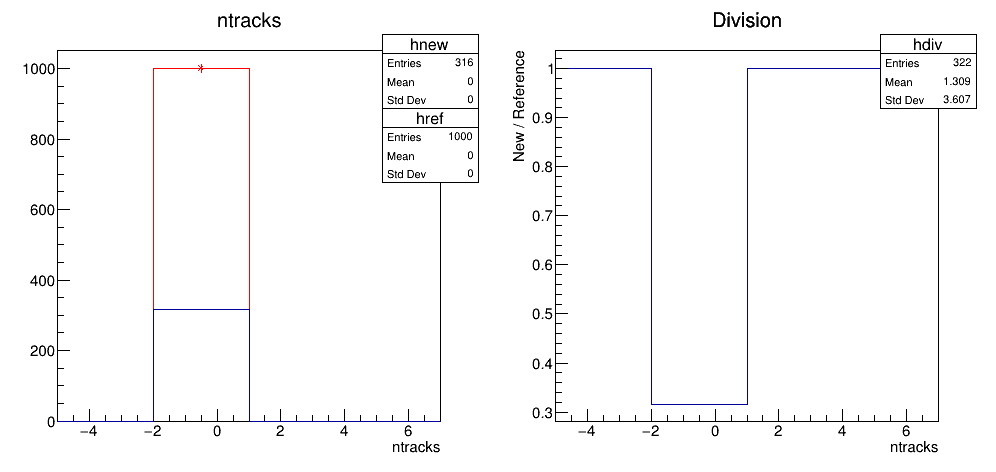 ntracks
hnew
Entries 316
Mean 0
Std Dev 0
href
Entries 1000
Mean 0
Std Dev 0
1000
800
600
400
200
0
−4 −2 0 2 4 6
ntracks
Division
hdiv
Entries 322
Mean 1.309
Std Dev 3.607
New / Reference
1
0.9
0.8
0.7
0.6
0.5
0.4
0.3
−4 −2 0 2 4 6
ntracks